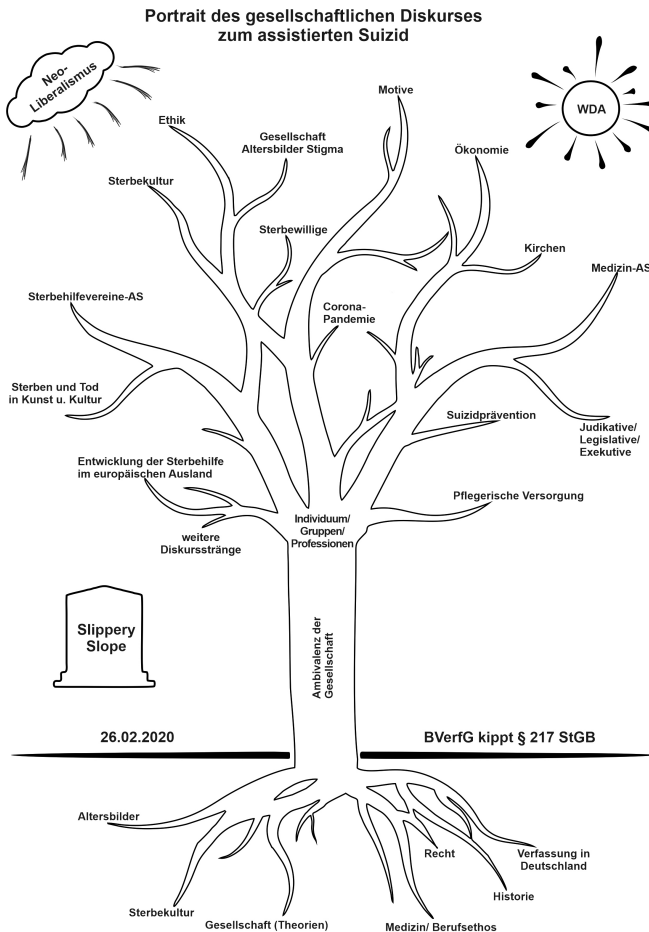 Portrait des gesellschaftlichen Diskurses
zum assistierten Suizid
Neo-
Liberalismus
WDA
Motive
Ethik
Gesellschaft
Altersbilder Stigma
Ökonomie
Sterbekultur
Sterbewillige
Kirchen
Medizin-AS
Sterbehilfevereine-AS
Corona-
Pandemie
Sterben und Tod
in Kunst u. Kultur
Suizidprävention
Judikative/
Legislative/
Exekutive
Entwicklung der Sterbehilfe
im europäischen Ausland
Pflegerische Versorgung
weitere
Diskursstränge
Individuum/
Gruppen/
Professionen
Slippery
Slope
Ambivalenz der
Gesellschaft
26.02.2020
BVerfG kippt § 217 StGB
Altersbilder
Recht
Verfassung in
Deutschland
Historie
Sterbekultur
Gesellschaft (Theorien)
Medizin/ Berufsethos